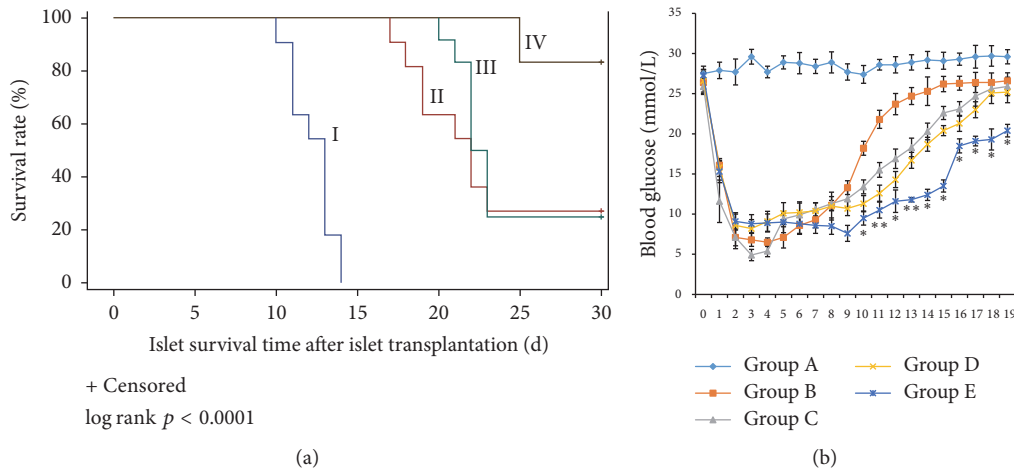 100
80
60
40
20
0
Survival rate (%)
I
II
III
IV
0 5 10 15 20 25 30
Islet survival time after islet transplantation (d)
+ Censored
log rank p < 0.0001
(a)
35
30
25
20
15
10
5
0
Blood glucose (mmol/L)
* ** * ** * * * * * *
0 1 2 3 4 5 6 7 8 9 10 11 12 13 14 15 16 17 18 19
Group A
Group B
Group C
Group D
Group E
(b)